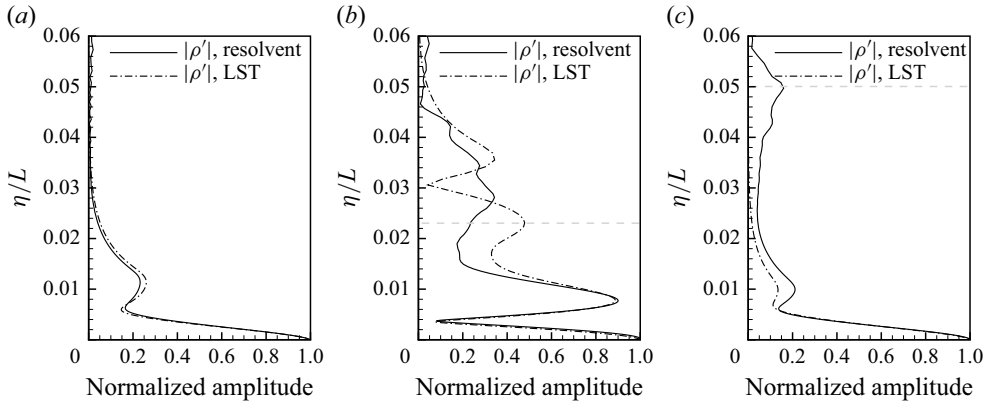 (a)
0.06
0.05
0.04
0.03
0.02
0.01
η/L
|ρ′|, resolvent
|ρ′|, LST
0 0.2 0.4 0.6 0.8 1.0
Normalized amplitude
(b)
0.06
0.05
0.04
0.03
0.02
0.01
η/L
|ρ′|, resolvent
|ρ′|, LST
0 0.2 0.4 0.6 0.8 1.0
Normalized amplitude
(c)
0.06
0.05
0.04
0.03
0.02
0.01
η/L
|ρ′|, resolvent
|ρ′|, LST
0 0.2 0.4 0.6 0.8 1.0
Normalized amplitude